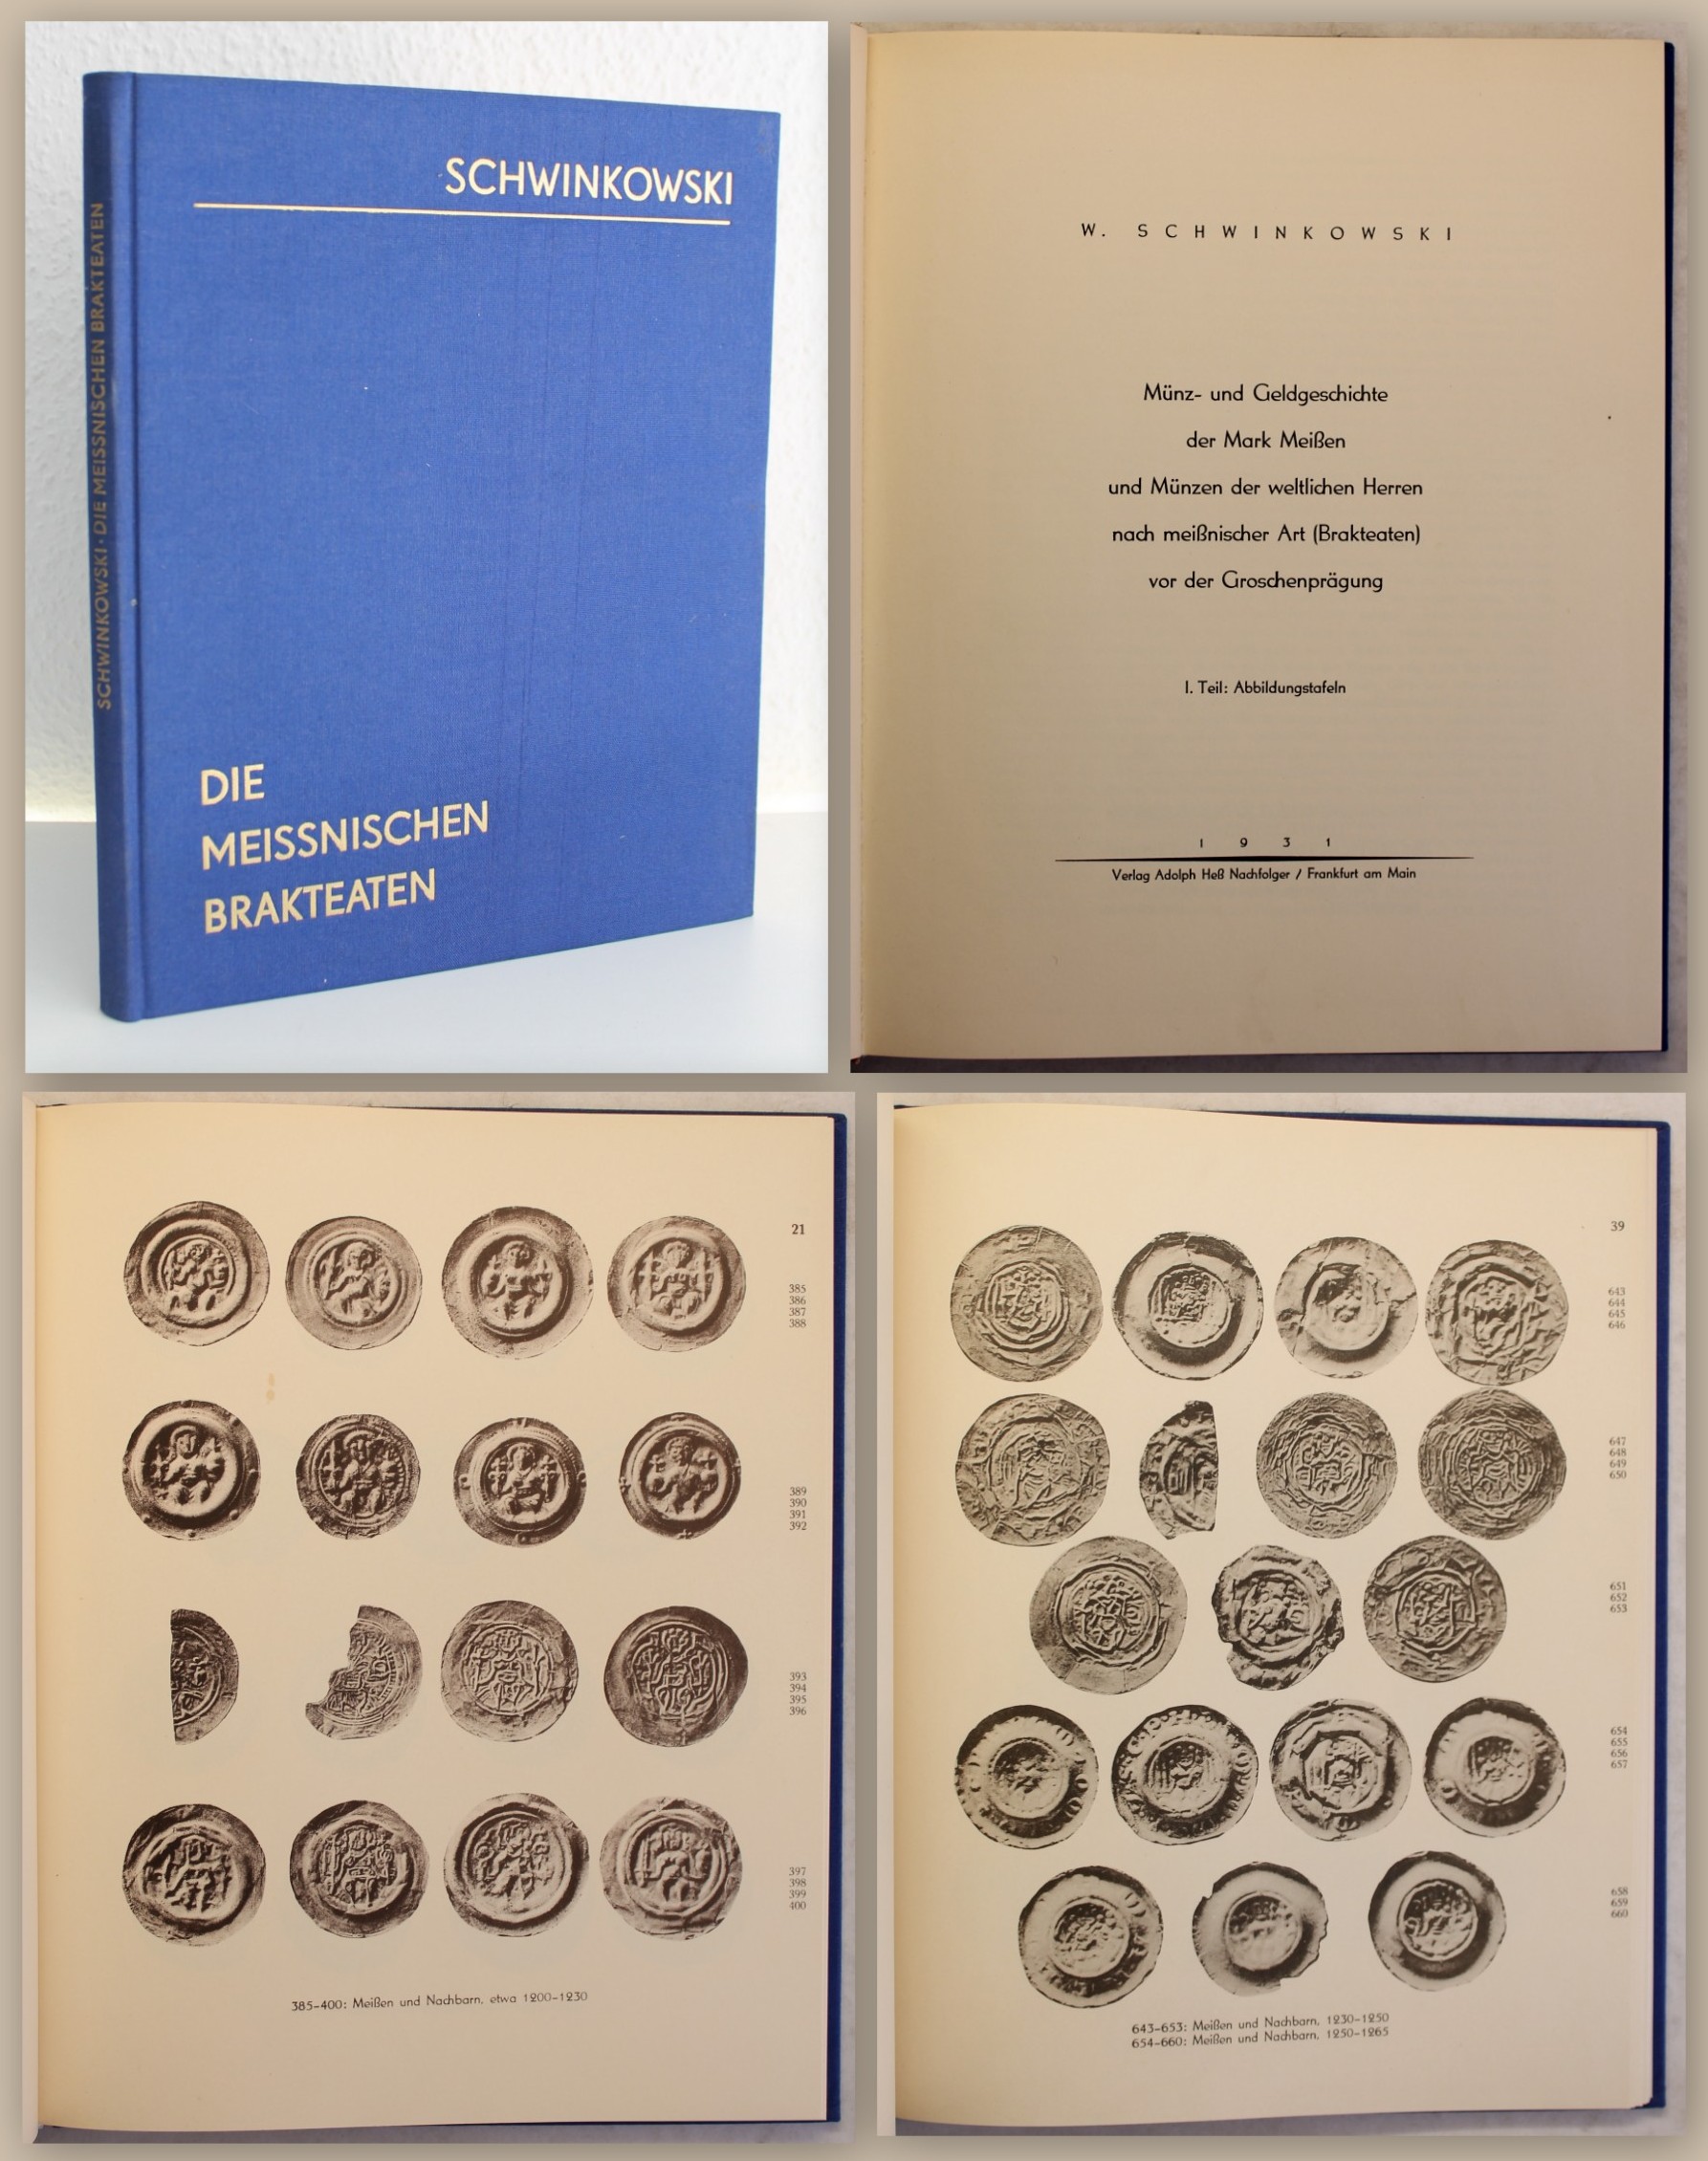 SCHWINKOWSKI
DIE
MEISSNISCHEN
BRAKTEATEN
SCHWINKOWSKI · DIE MEISSNISCHEN BRAKTEATEN
W. SCHWINKOWSKI
Münz- und Geldgeschichte
der Mark Meißen
und Münzen der weltlichen Herren
nach meißnischer Art (Brakteaten)
vor der Groschenprägung
I. Teil: Abbildungstafeln
1931
Verlag Adolph Heß Nachfolger / Frankfurt am Main
21
385
386
387
388
389
390
391
392
393
394
395
396
397
398
399
400
385-400: Meißen und Nachbarn, etwa 1200-1230
39
643
644
645
646
647
648
649
650
651
652
653
654
655
656
657
658
659
660
643-653: Meißen und Nachbarn, 1230-1250
654-660: Meißen und Nachbarn, 1250-1265